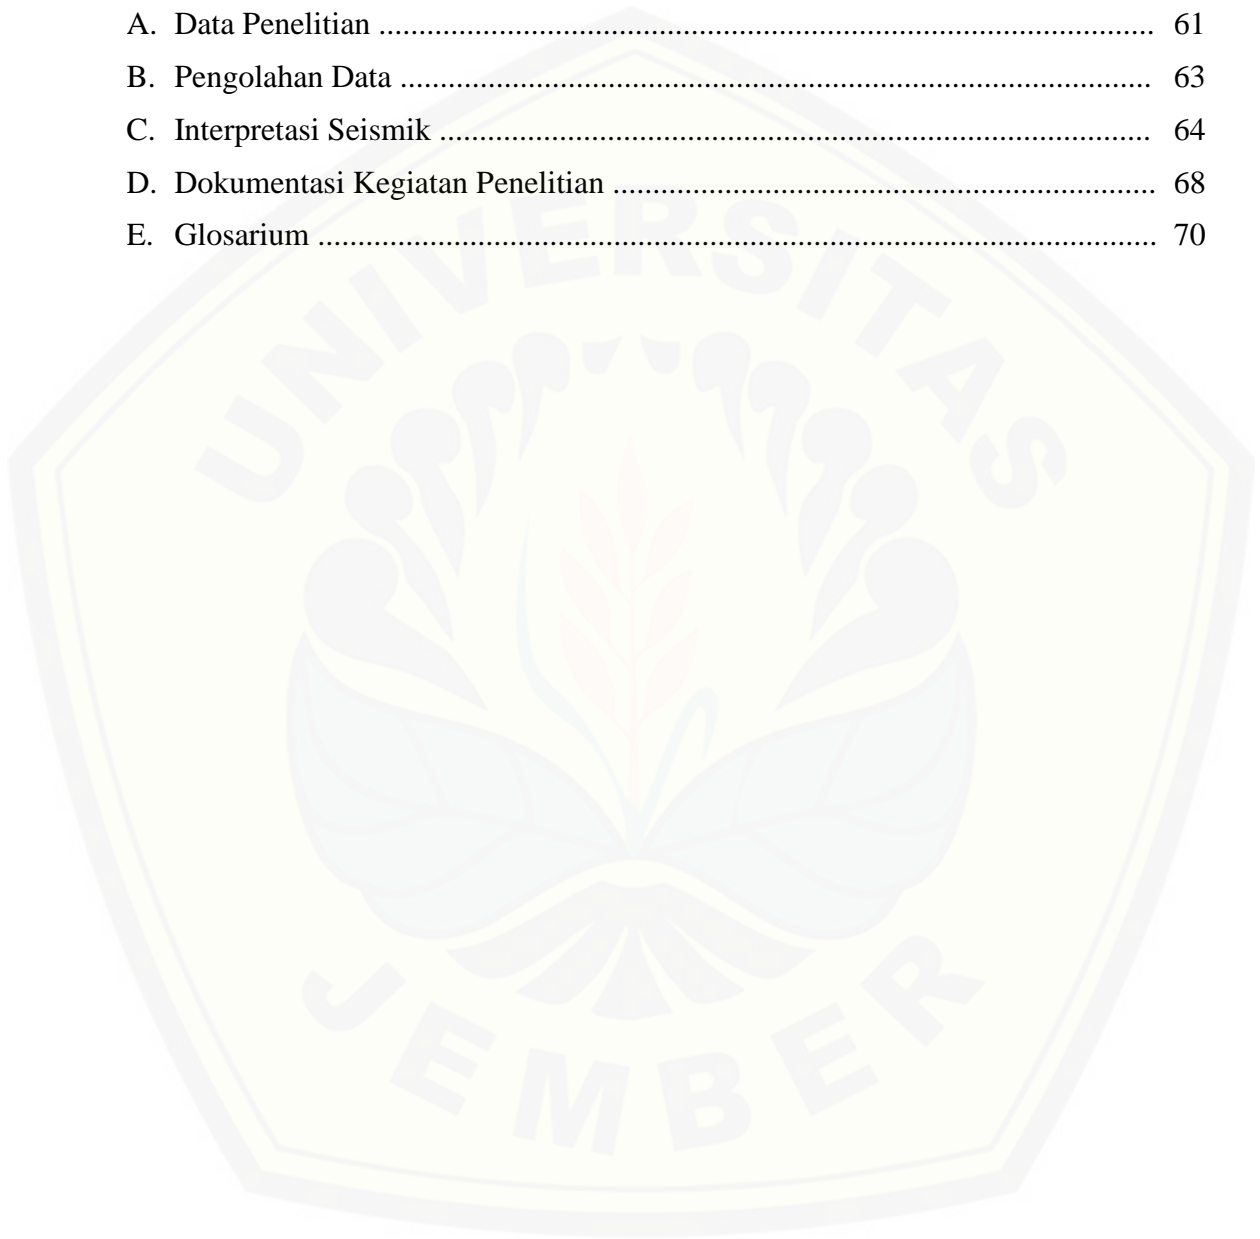 A. Data Penelitian .................................................................................................. 61
B. Pengolahan Data ............................................................................................... 63
C. Interpretasi Seismik .......................................................................................... 64
D. Dokumentasi Kegiatan Penelitian ..................................................................... 68
E. Glosarium .......................................................................................................... 70
UNIVERSITAS
JEMBER